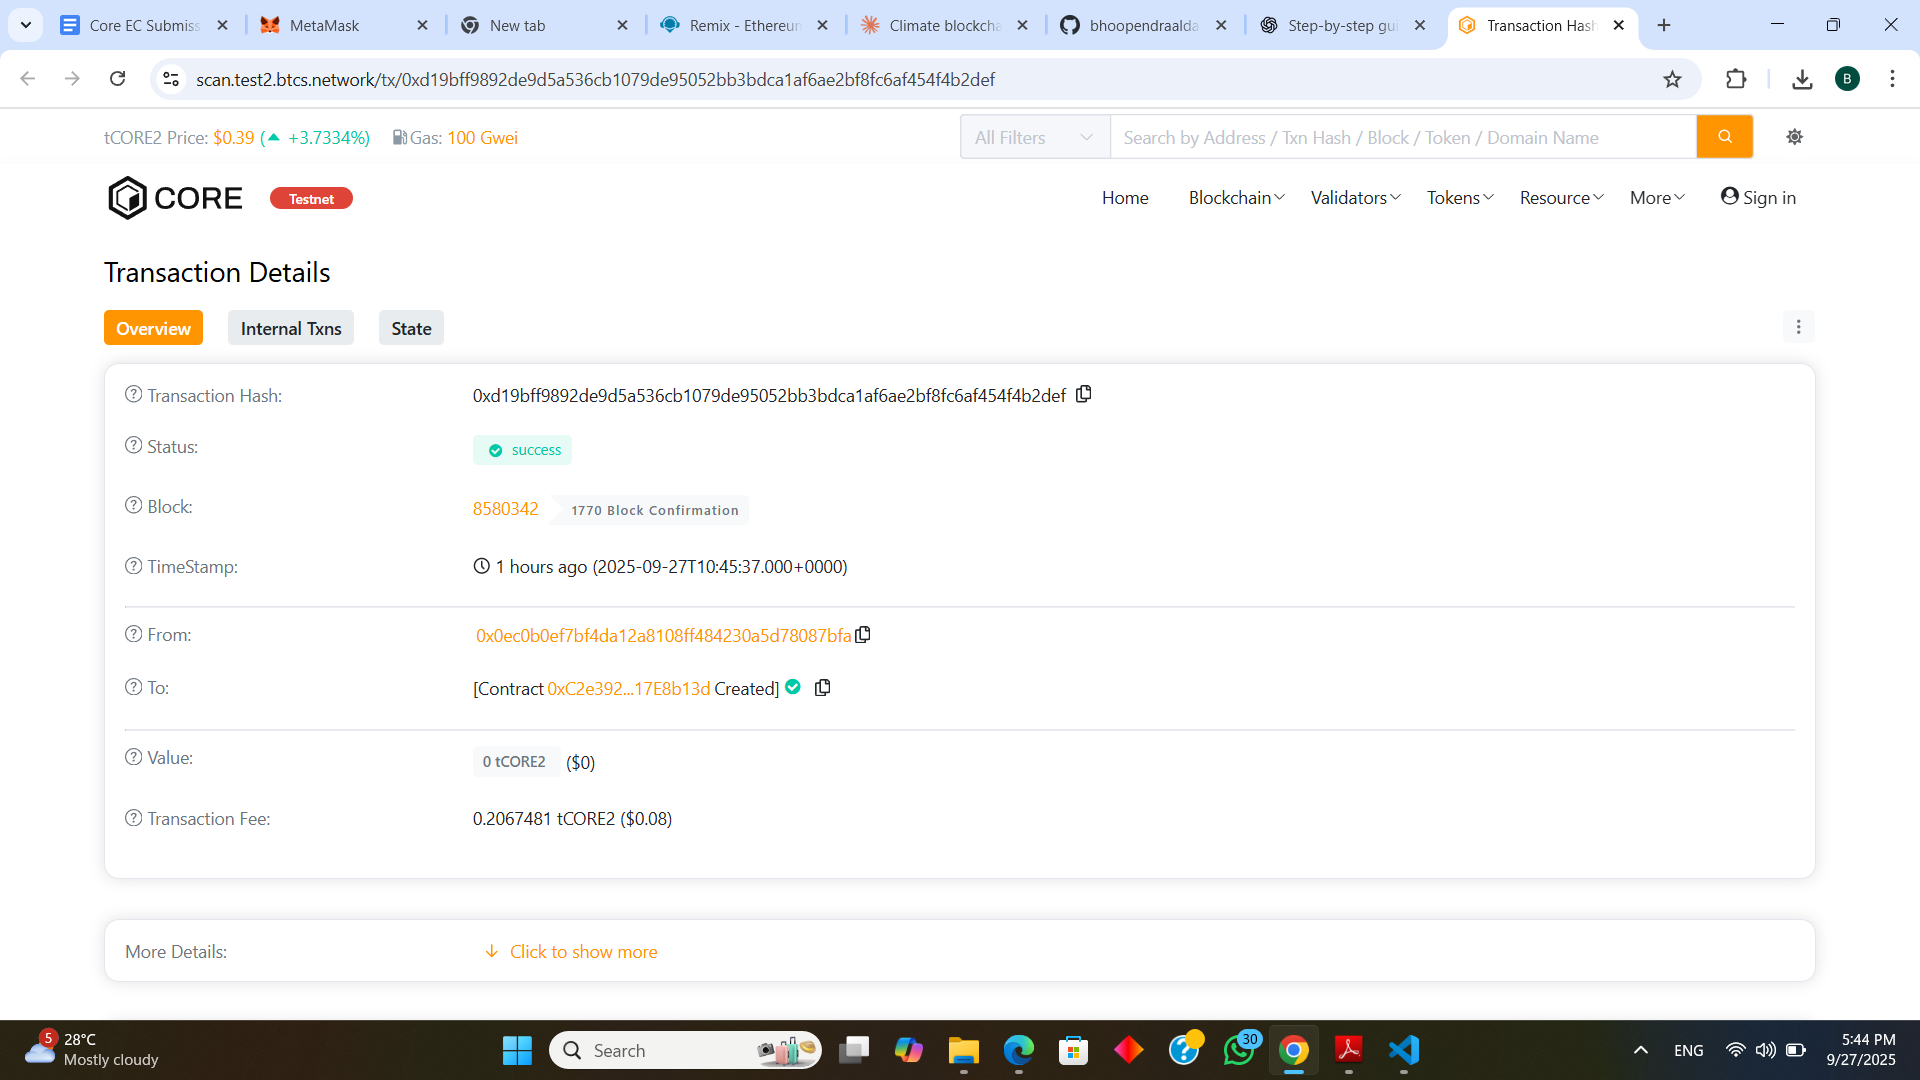 Core EC Submiss
MetaMask
New tab
Remix - Ethereun
Climate blockcha
bhoopendraalda
Step-by-step gui
Transaction Hash
scan.test2.btcs.network/tx/0xd19bff9892de9d5a536cb1079de95052bb3bdca1af6ae2bf8fc6af454f4b2def
B
tCORE2 Price: $0.39 ( +3.7334%) Gas: 100 Gwei
All Filters
Search by Address / Txn Hash / Block / Token / Domain Name
CORE
Testnet
Home
Blockchain
Validators
Tokens
Resource
More
Sign in
Transaction Details
Overview
Internal Txns
State
Transaction Hash: 0xd19bff9892de9d5a536cb1079de95052bb3bdca1af6ae2bf8fc6af454f4b2def
Status: success
Block: 8580342 1770 Block Confirmation
TimeStamp: 1 hours ago (2025-09-27T10:45:37.000+0000)
From: 0x0ec0b0ef7bf4da12a8108ff484230a5d78087bfa
To: [Contract 0xC2e392...17E8b13d Created]
Value: 0 tCORE2 ($0)
Transaction Fee: 0.2067481 tCORE2 ($0.08)
More Details: Click to show more
5
28°C
Mostly cloudy
Search
30
ENG
5:44 PM
9/27/2025